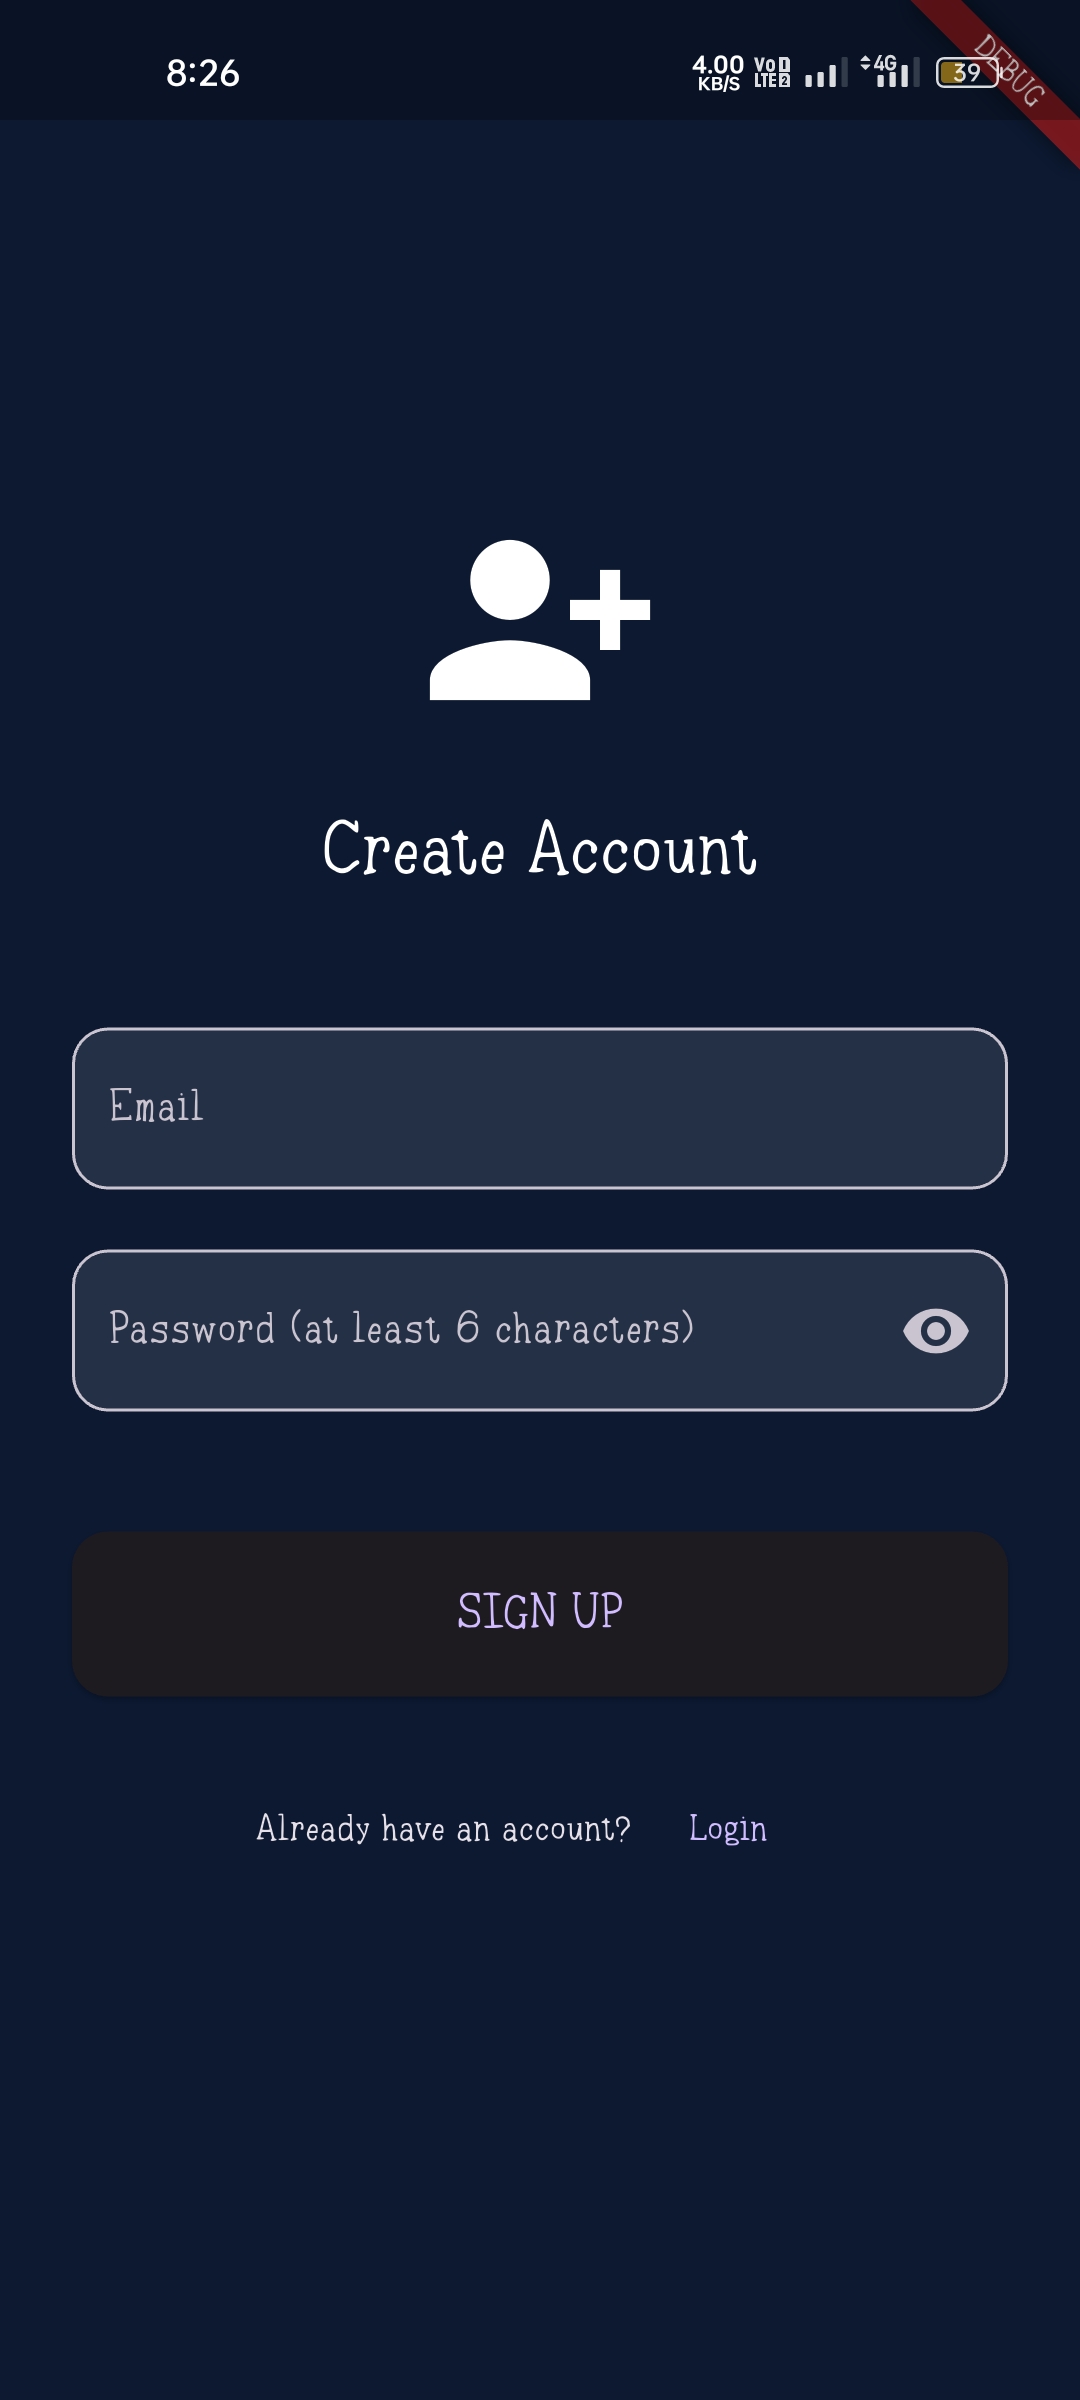 8:26
4.00
KB/S
Vo 1
LTE 2
4G
39
DEBUG
Create Account
Email
Password (at least 6 characters)
SIGN UP
Already have an account? Login